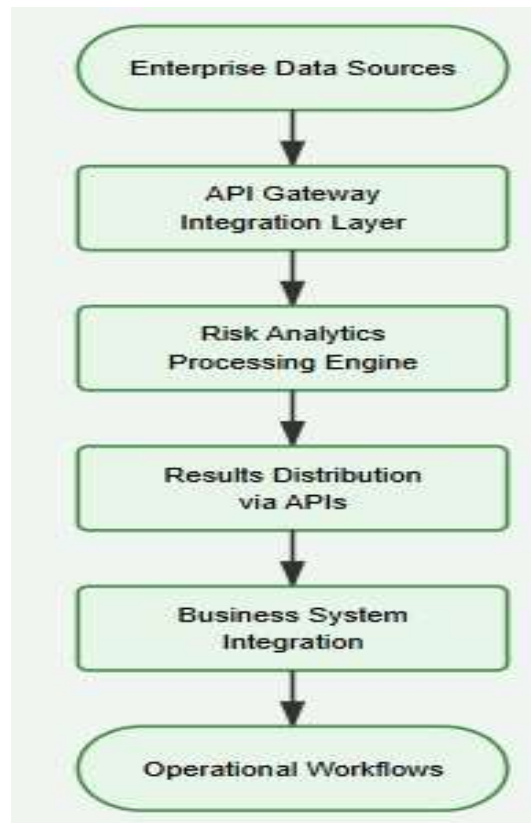 Enterprise Data Sources
API Gateway
Integration Layer
Risk Analytics
Processing Engine
Results Distribution
via APIs
Business System
Integration
Operational Workflows